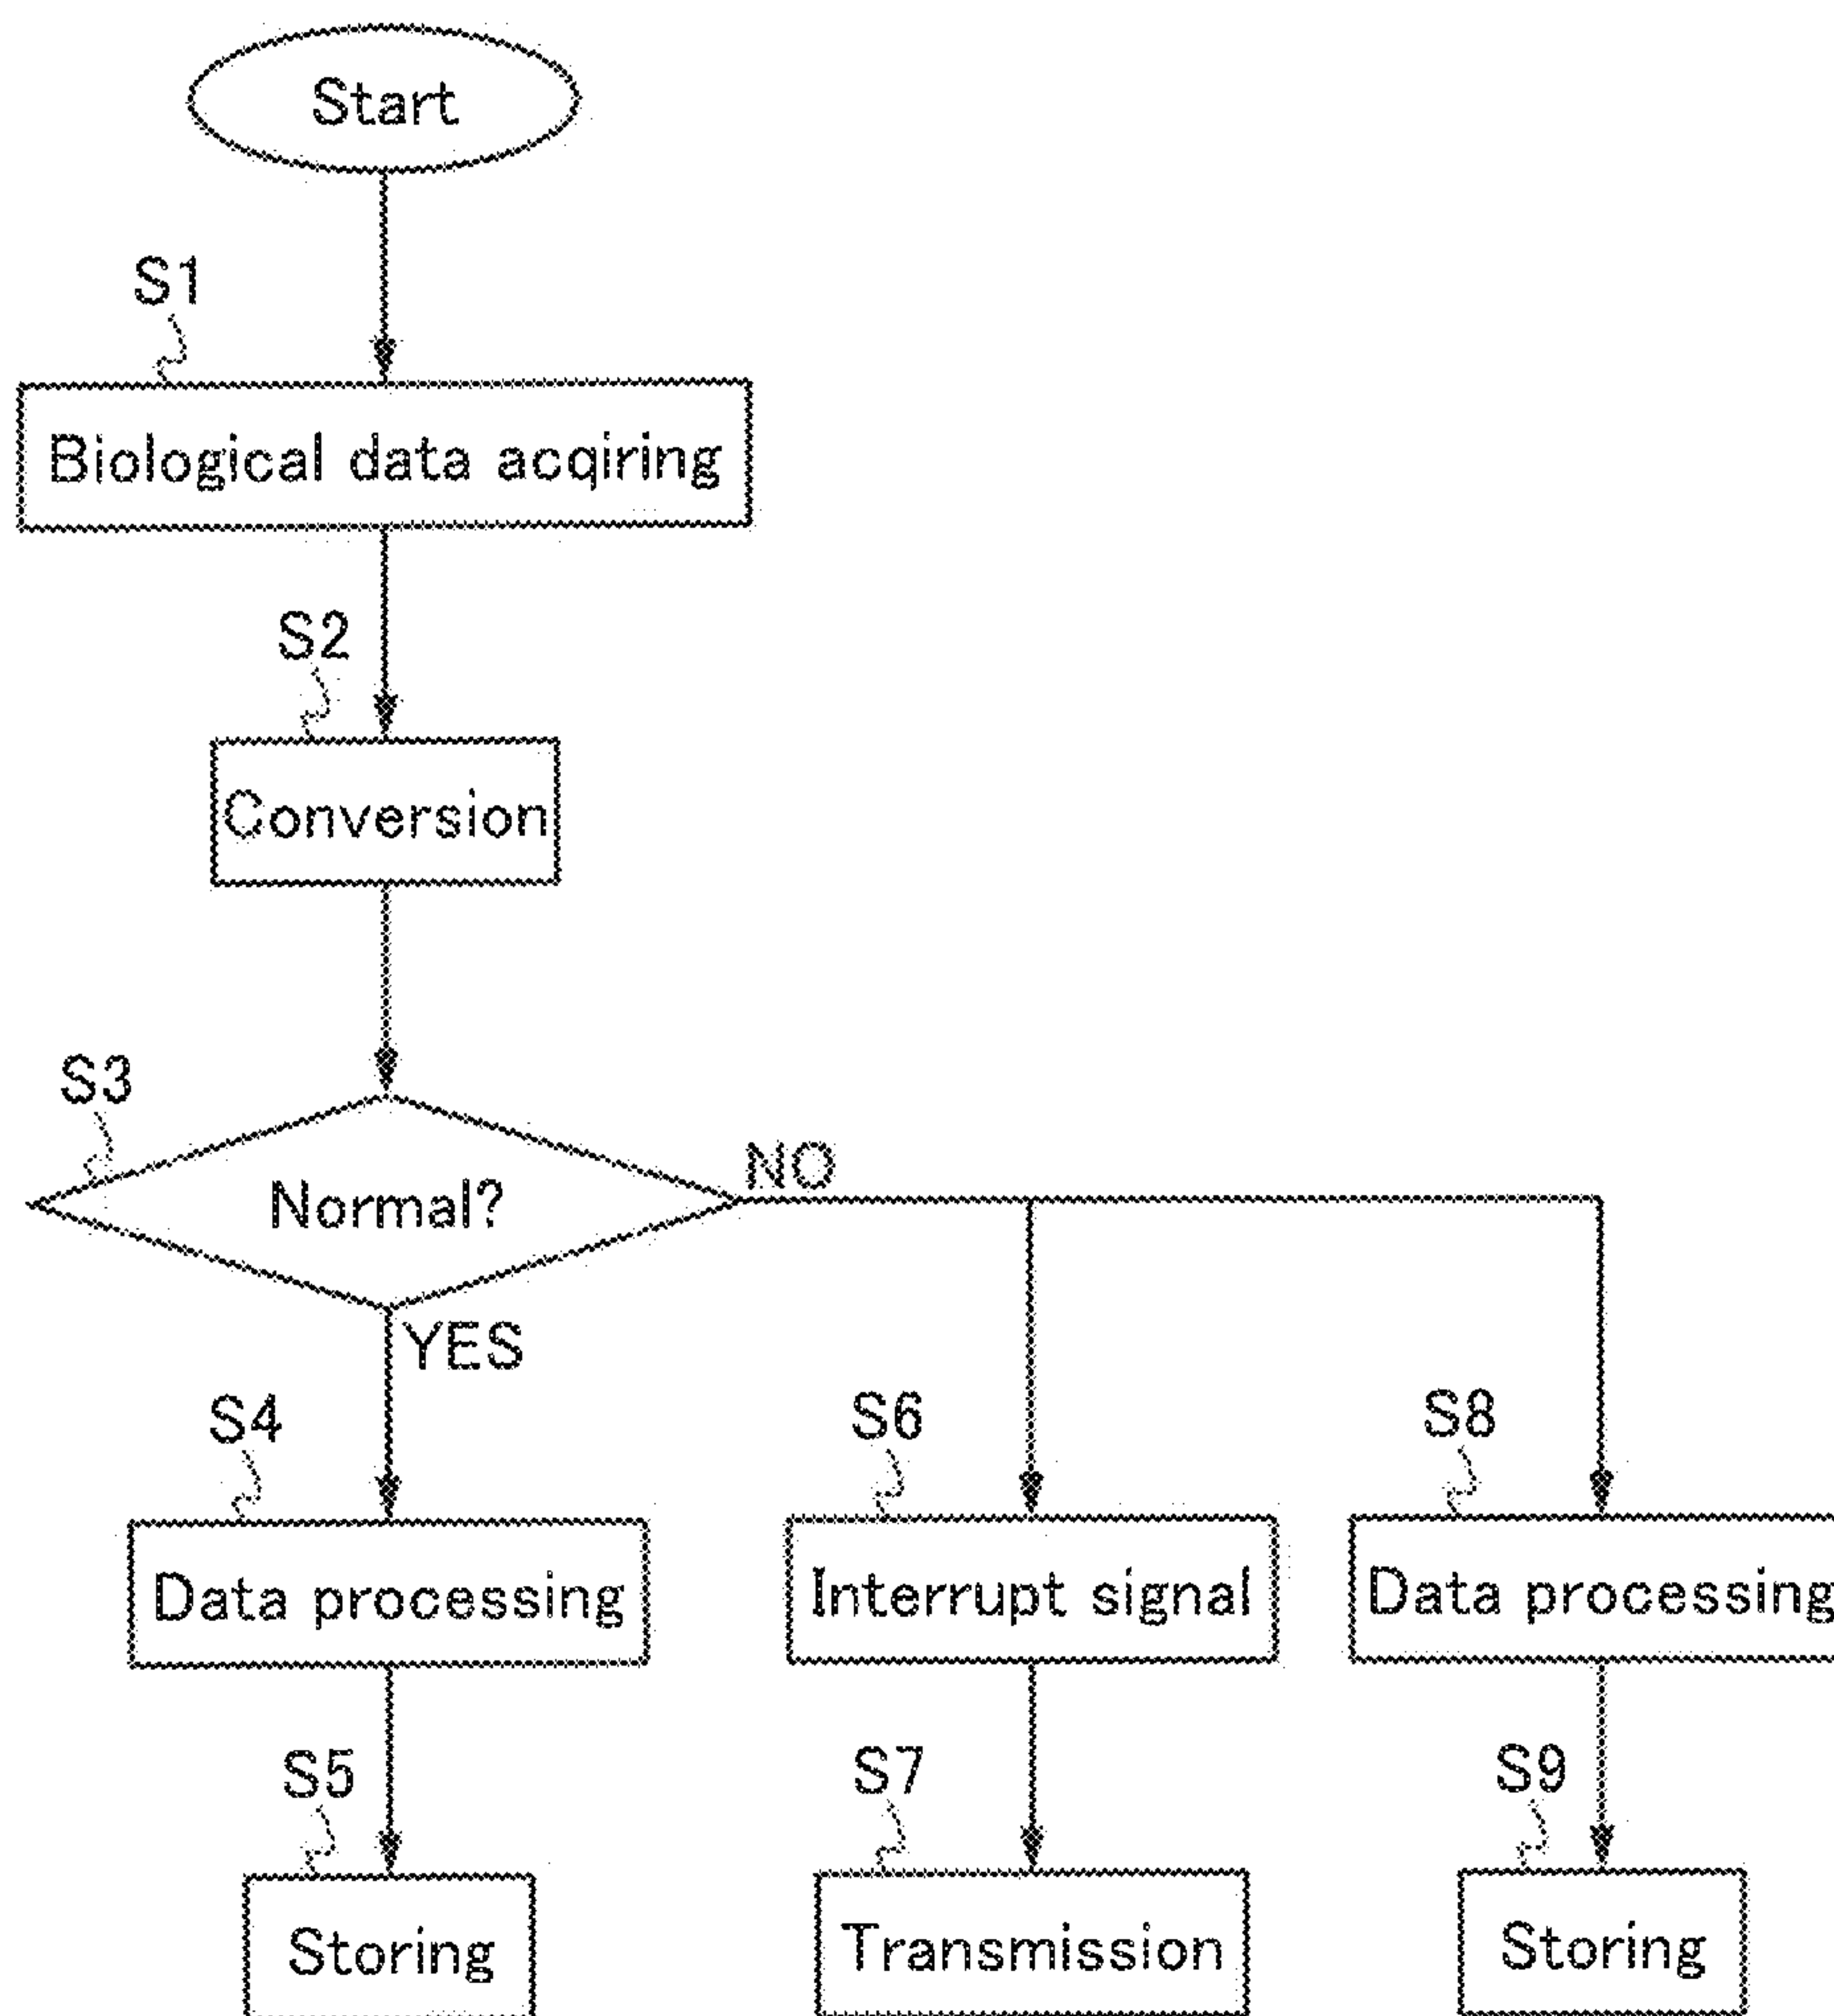 Start
S1
Biological data acqiring
S2
Conversion
S3
Normal?
NO
YES
S4
S6
S8
Data processing
Interrupt signal
Data processing
S5
S7
S9
Storing
Transmission
Storing